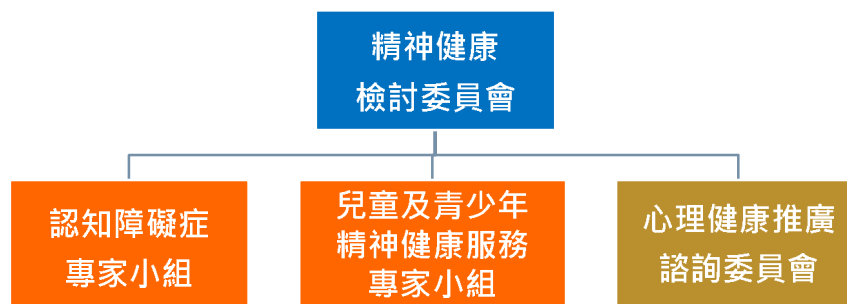 精神健康
檢討委員會
認知障礙症
專家小組
兒童及青少年
精神健康服務
專家小組
心理健康推廣
諮詢委員會